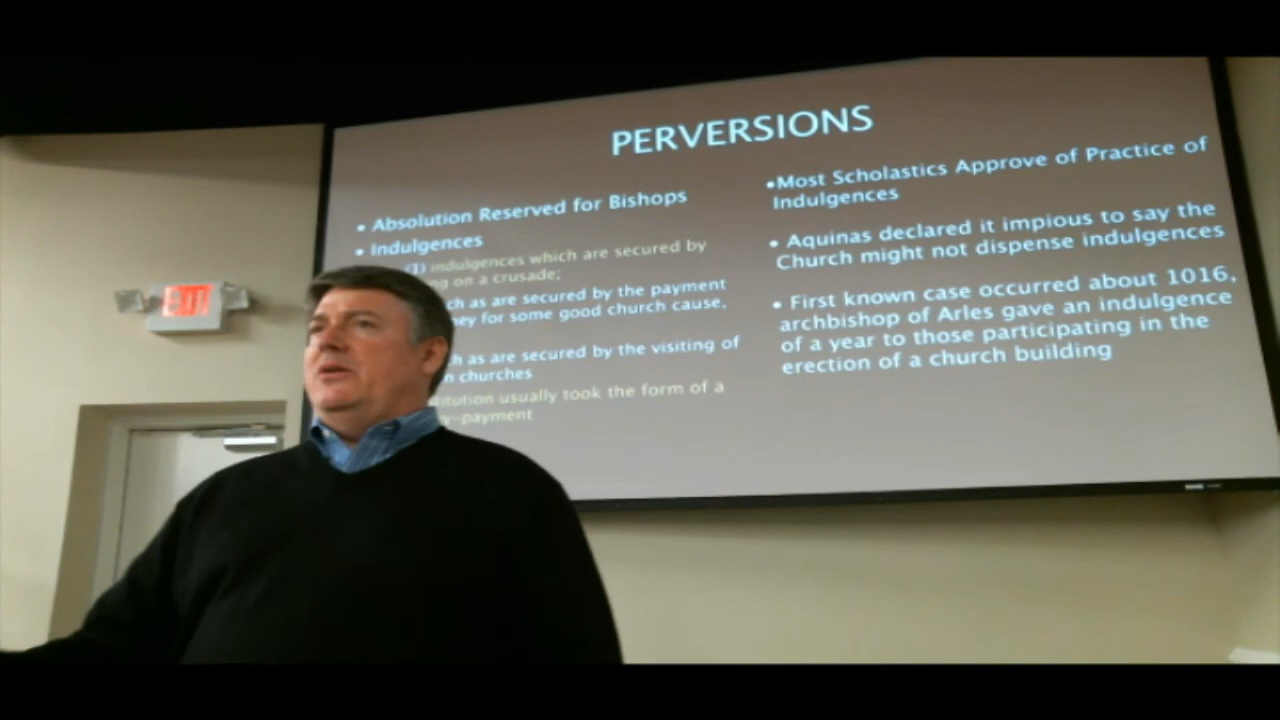 EXIT
PERVERSIONS
• Absolution Reserved for Bishops
• Indulgences
(1) indulgences which are secured by
on a crusade;
as are secured by the payment
for some good church cause,
as are secured by the visiting of
churches
usually took the form of a
payment
•Most Scholastics Approve of Practice of
Indulgences
• Aquinas declared it impious to say the
Church might not dispense indulgences
• First known case occurred about 1016,
archbishop of Arles gave an indulgence
of a year to those participating in the
erection of a church building